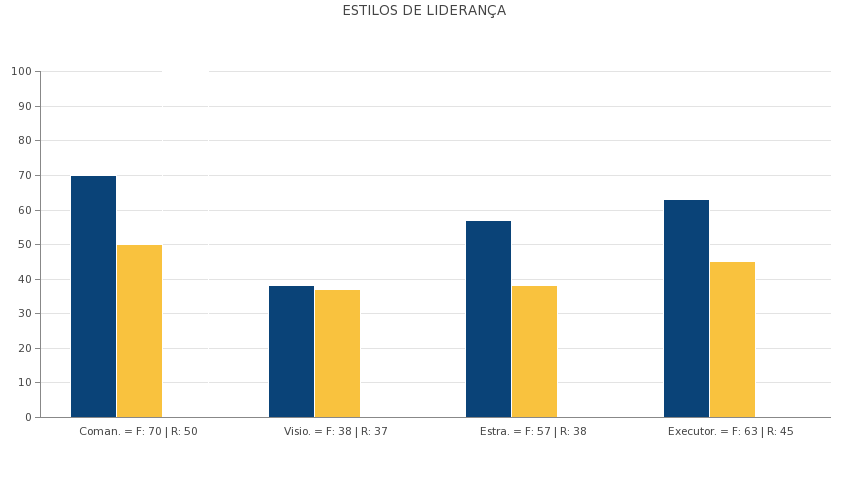 ESTILOS DE LIDERANÇA
100
90
80
70
60
50
40
30
20
10
0
Coman. = F: 70 | R: 50
Visio. = F: 38 | R: 37
Estra. = F: 57 | R: 38
Executor. = F: 63 | R: 45